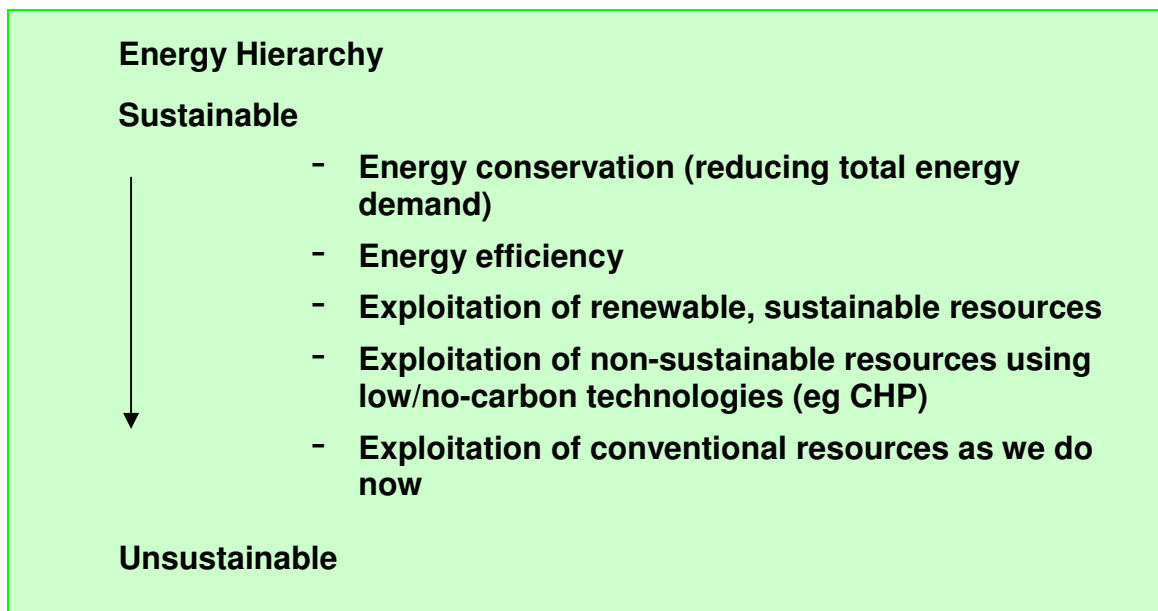 Energy Hierarchy
Sustainable
- Energy conservation (reducing total energy
demand)
- Energy efficiency
- Exploitation of renewable, sustainable resources
- Exploitation of non-sustainable resources using
low/no-carbon technologies (eg CHP)
- Exploitation of conventional resources as we do
now
Unsustainable